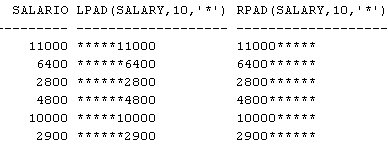 SALARIO LPAD(SALARY,10,'*') RPAD(SALARY,10,'*')
---------- -------------------- --------------------
11000 *****11000 11000*****
6400 ******6400 6400******
2800 ******2800 2800******
4800 ******4800 4800******
10000 *****10000 10000*****
2900 ******2900 2900******